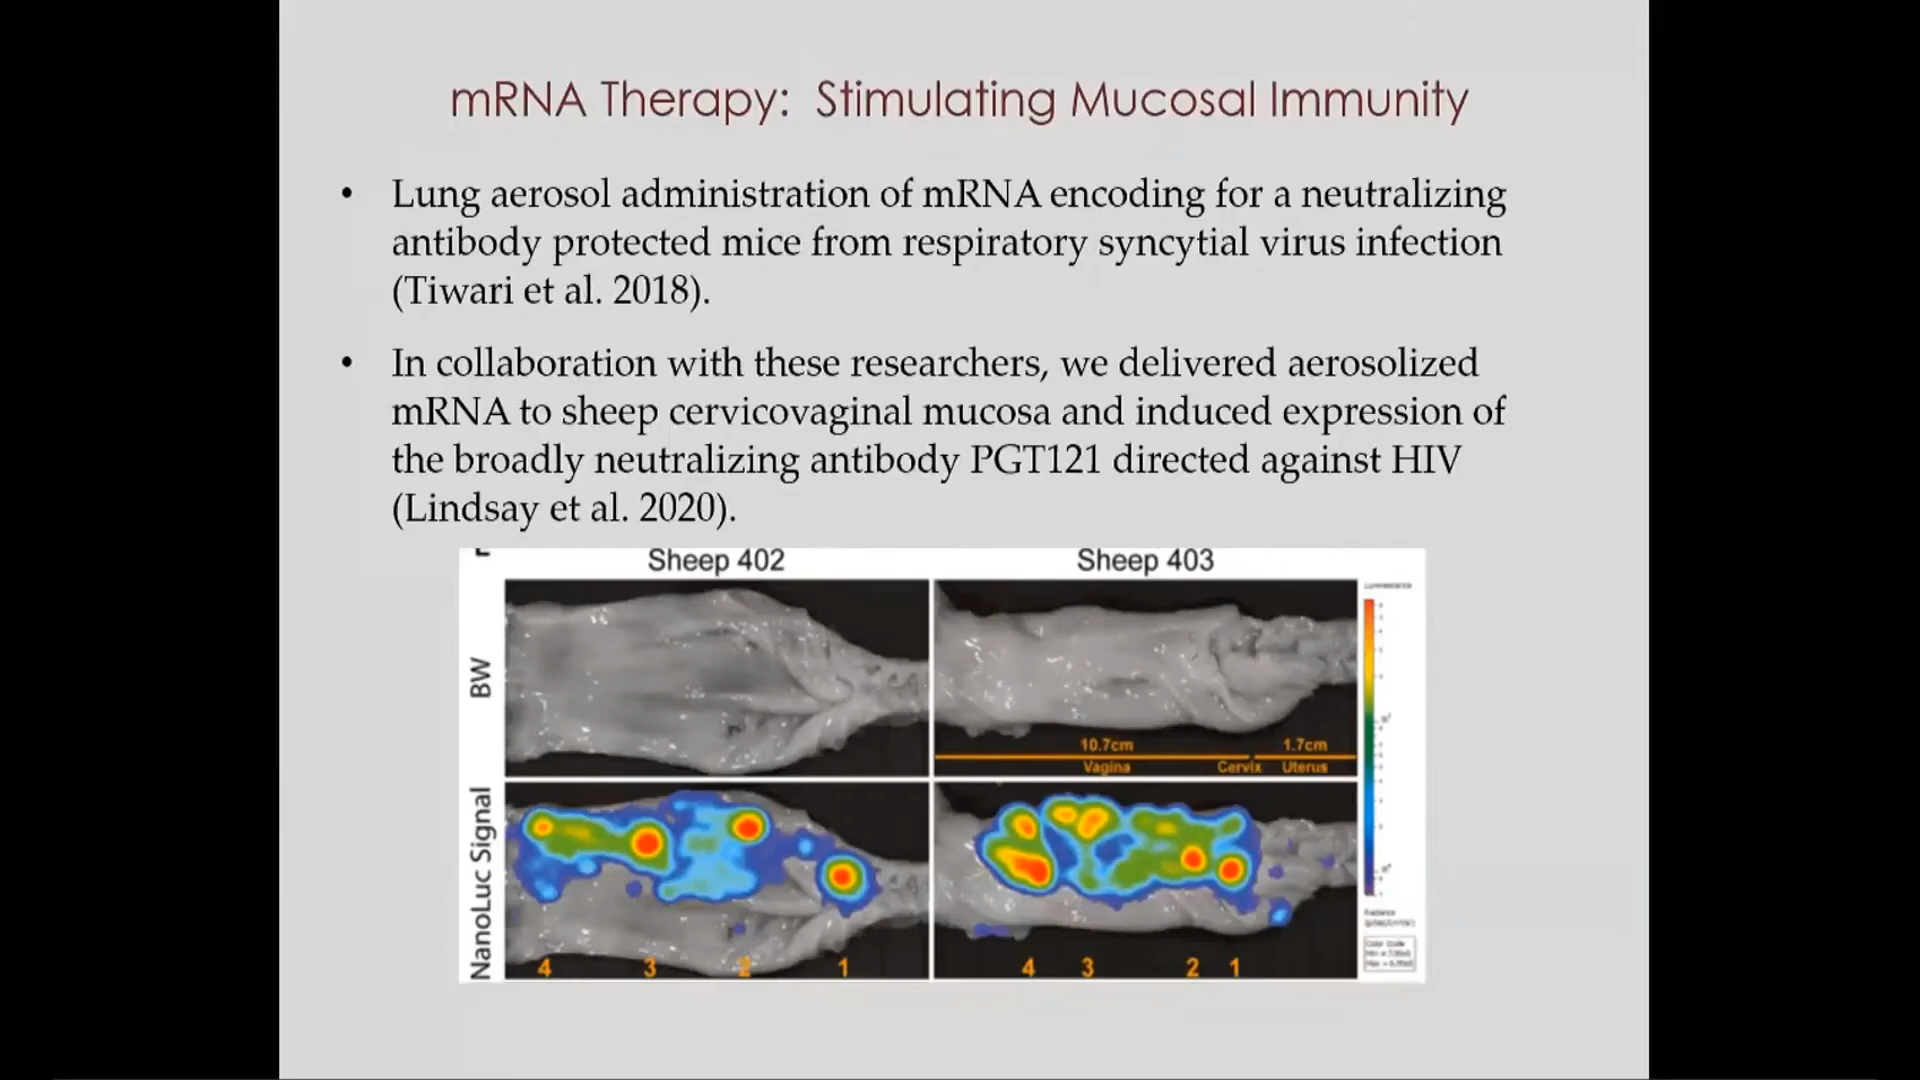 mRNA Therapy: Stimulating Mucosal Immunity
• Lung aerosol administration of mRNA encoding for a neutralizing
antibody protected mice from respiratory syncytial virus infection
(Tiwari et al. 2018).
• In collaboration with these researchers, we delivered aerosolized
mRNA to sheep cervicovaginal mucosa and induced expression of
the broadly neutralizing antibody PGT121 directed against HIV
(Lindsay et al. 2020).
Sheep 402
Sheep 403
BW
10.7cm
1.7cm
Vagina
Cervix
Uterus
NanoLuc Signal
4 3 2 1
4 3 2 1